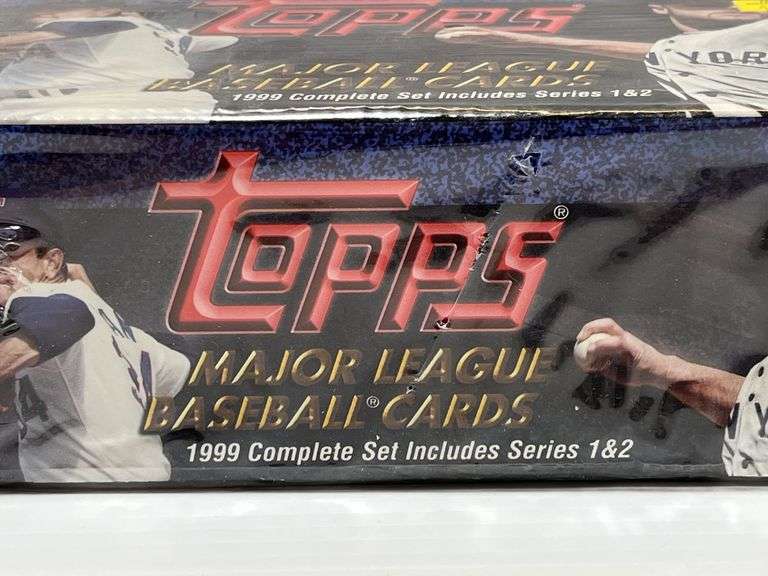 Topps
MAJOR LEAGUE
BASEBALL® CARDS
1999 Complete Set Includes Series 1&2
Topps®
MAJOR LEAGUE
BASEBALL® CARDS
1999 Complete Set Includes Series 1&2